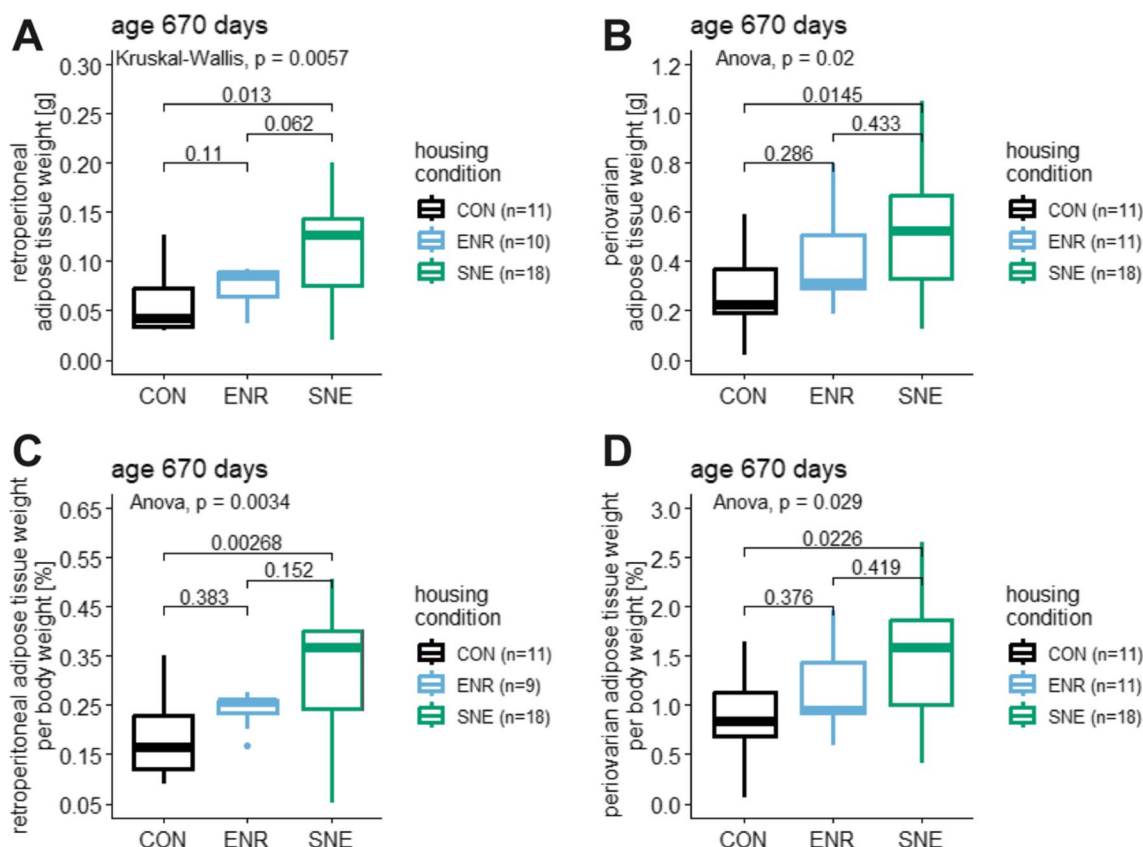 A
age 670 days
Kruskal-Wallis, p = 0.0057
retroperitoneal
adipose tissue weight [g]
0.30
0.25
0.20
0.15
0.10
0.05
0.00
0.013
0.062
0.11
CON
ENR
SNE
housing
condition
CON (n=11)
ENR (n=10)
SNE (n=18)
B
age 670 days
Anova, p = 0.02
periovarian
adipose tissue weight [g]
1.2
1.0
0.8
0.6
0.4
0.2
0.0
0.0145
0.433
0.286
CON
ENR
SNE
housing
condition
CON (n=11)
ENR (n=11)
SNE (n=18)
C
age 670 days
Anova, p = 0.0034
retroperitoneal adipose tissue weight
per body weight [%]
0.65
0.55
0.45
0.35
0.25
0.15
0.05
0.00268
0.152
0.383
CON
ENR
SNE
housing
condition
CON (n=11)
ENR (n=9)
SNE (n=18)
D
age 670 days
Anova, p = 0.029
periovarian adipose tissue weight
per body weight [%]
3.0
2.5
2.0
1.5
1.0
0.5
0.0
0.0226
0.419
0.376
CON
ENR
SNE
housing
condition
CON (n=11)
ENR (n=11)
SNE (n=18)